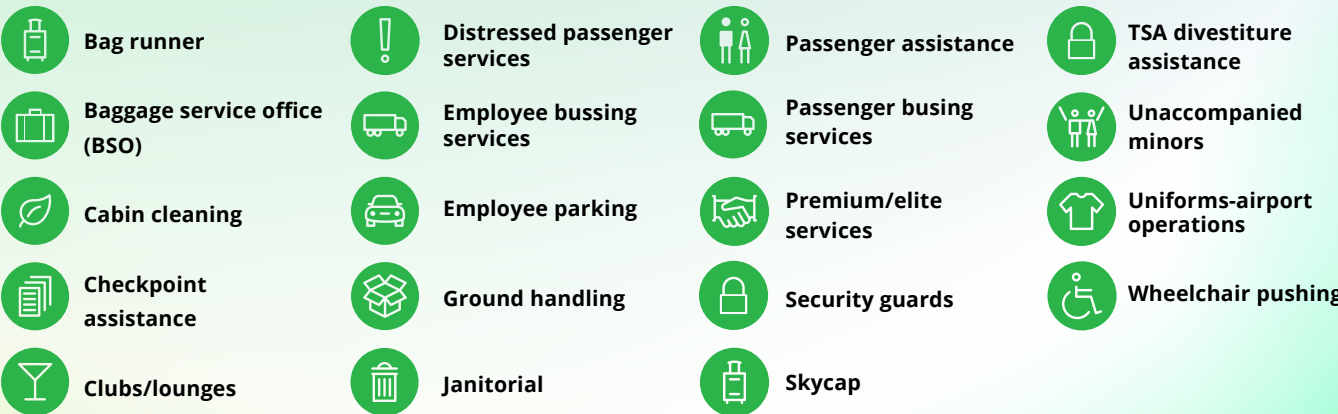 Bag runner
Baggage service office
(BSO)
Cabin cleaning
Checkpoint
assistance
Clubs/lounges
Distressed passenger
services
Employee bussing
services
Employee parking
Ground handling
Janitorial
Passenger assistance
Passenger busing
services
Premium/elite
services
Security guards
Skycap
TSA divestiture
assistance
Unaccompanied
minors
Uniforms-airport
operations
Wheelchair pushing